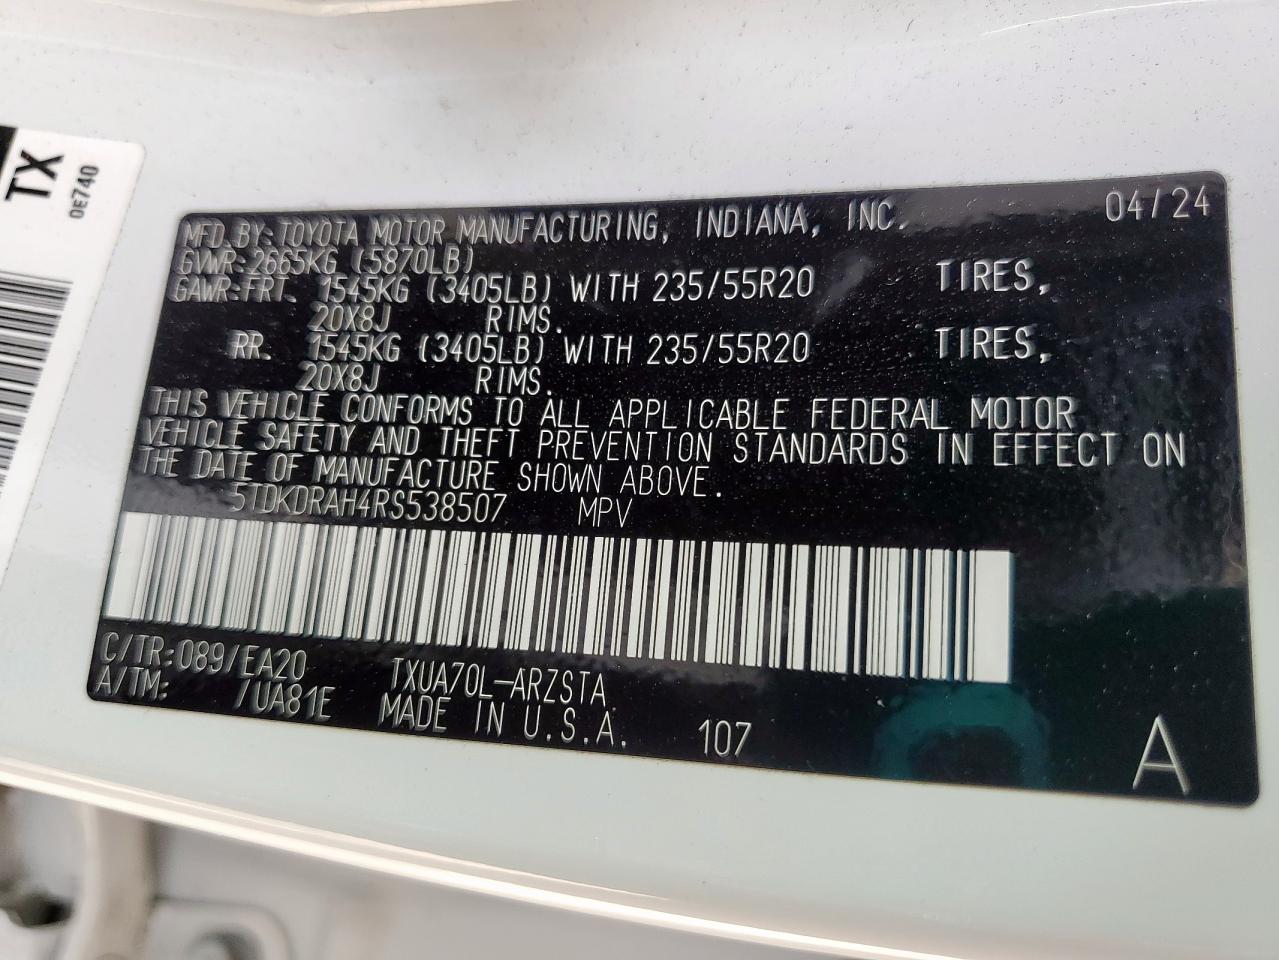 TX
0E740
MFD.BY:TOYOTA MOTOR MANUFACTURING, INDIANA, INC. 04/24
GVWR:2665KG (5870LB)
GAWR:FRT. 1545KG (3405LB) WITH 235/55R20 TIRES,
20X8J RIMS.
RR. 1545KG (3405LB) WITH 235/55R20 TIRES,
20X8J RIMS.
THIS VEHICLE CONFORMS TO ALL APPLICABLE FEDERAL MOTOR
VEHICLE SAFETY AND THEFT PREVENTION STANDARDS IN EFFECT ON
THE DATE OF MANUFACTURE SHOWN ABOVE.
5TDKDRAH4RS538507 MPV
C/TR:089/EA20 TXUA70L-ARZSTA
A/TM: /UA81E MADE IN U.S.A. 107
A